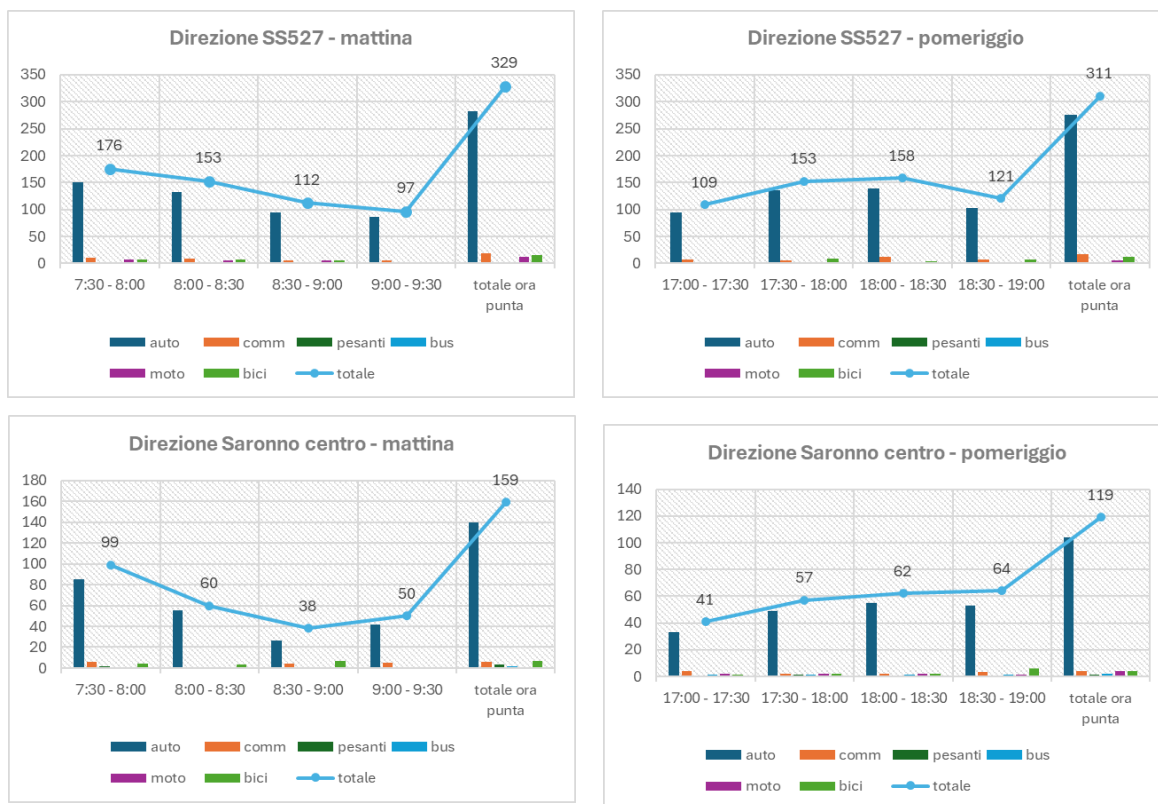 Direzione SS527 - mattina
350
300
250
200
150
100
50
0
176
153
112
97
329
7:30 - 8:00
8:00 - 8:30
8:30 - 9:00
9:00 - 9:30
totale ora
punta
auto comm pesanti bus
moto bici totale
Direzione SS527 - pomeriggio
350
300
250
200
150
100
50
0
109
153
158
121
311
17:00 - 17:30
17:30 - 18:00
18:00 - 18:30
18:30 - 19:00
totale ora
punta
auto comm pesanti bus
moto bici totale
Direzione Saronno centro - mattina
180
160
140
120
100
80
60
40
20
0
99
60
38
50
159
7:30 - 8:00
8:00 - 8:30
8:30 - 9:00
9:00 - 9:30
totale ora
punta
auto comm pesanti bus
moto bici totale
Direzione Saronno centro - pomeriggio
140
120
100
80
60
40
20
0
41
57
62
64
119
17:00 - 17:30
17:30 - 18:00
18:00 - 18:30
18:30 - 19:00
totale ora
punta
auto comm pesanti bus
moto bici totale